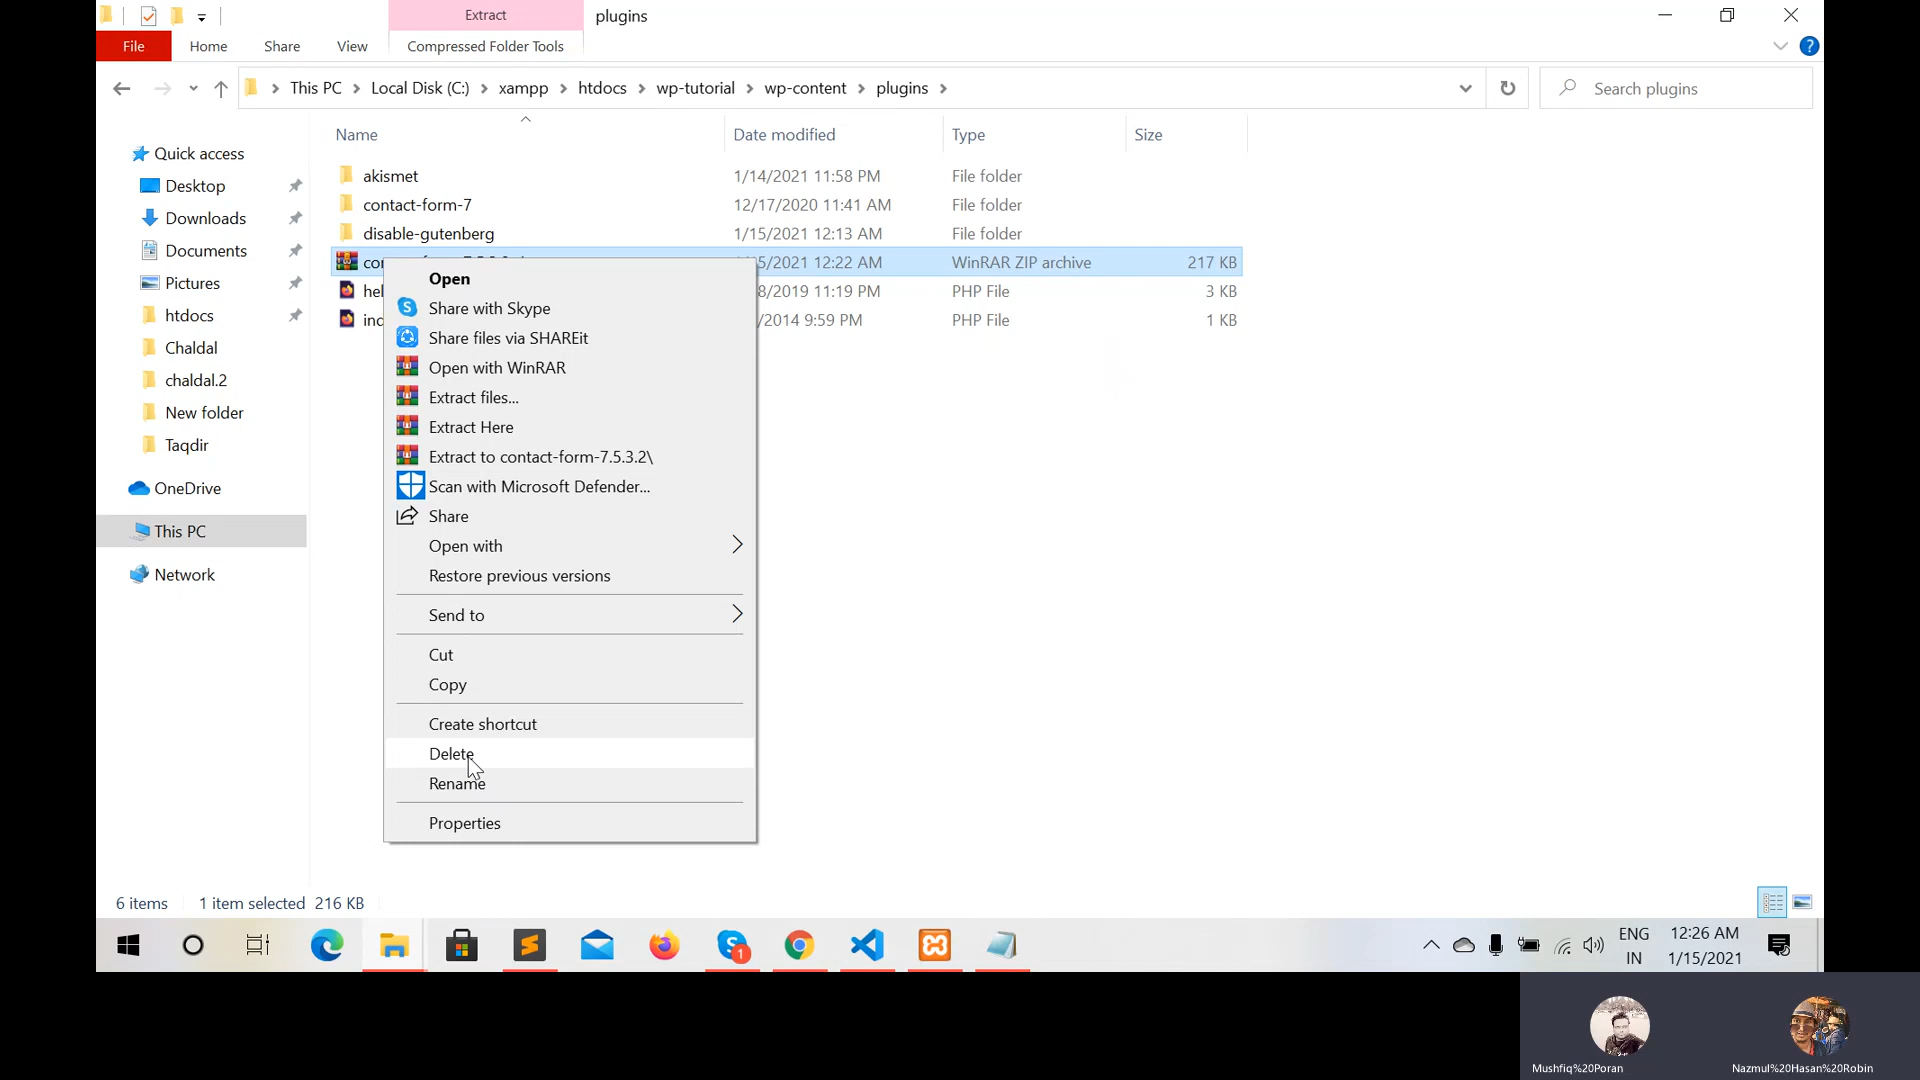 Extract
plugins
File
Home
Share
View
Compressed Folder Tools
This PC
Local Disk (C:)
xampp
htdocs
wp-tutorial
wp-content
plugins
Search plugins
Name
Date modified
Type
Size
Quick access
Desktop
Downloads
Documents
Pictures
htdocs
Chaldal
chaldal.2
New folder
Taqdir
OneDrive
This PC
Network
akismet 1/14/2021 11:58 PM File folder
contact-form-7 12/17/2020 11:41 AM File folder
disable-gutenberg 1/15/2021 12:13 AM File folder
5/2021 12:22 AM WinRAR ZIP archive 217 KB
8/2019 11:19 PM PHP File 3 KB
/2014 9:59 PM PHP File 1 KB
Open
Share with Skype
Share files via SHAREit
Open with WinRAR
Extract files...
Extract Here
Extract to contact-form-7.5.3.2\
Scan with Microsoft Defender...
Share
Open with
Restore previous versions
Send to
Cut
Copy
Create shortcut
Delete
Rename
Properties
6 items
1 item selected 216 KB
1
ENG
IN
12:26 AM
1/15/2021
Mushfiq%20Poran
Nazmul%20Hasan%20Robin